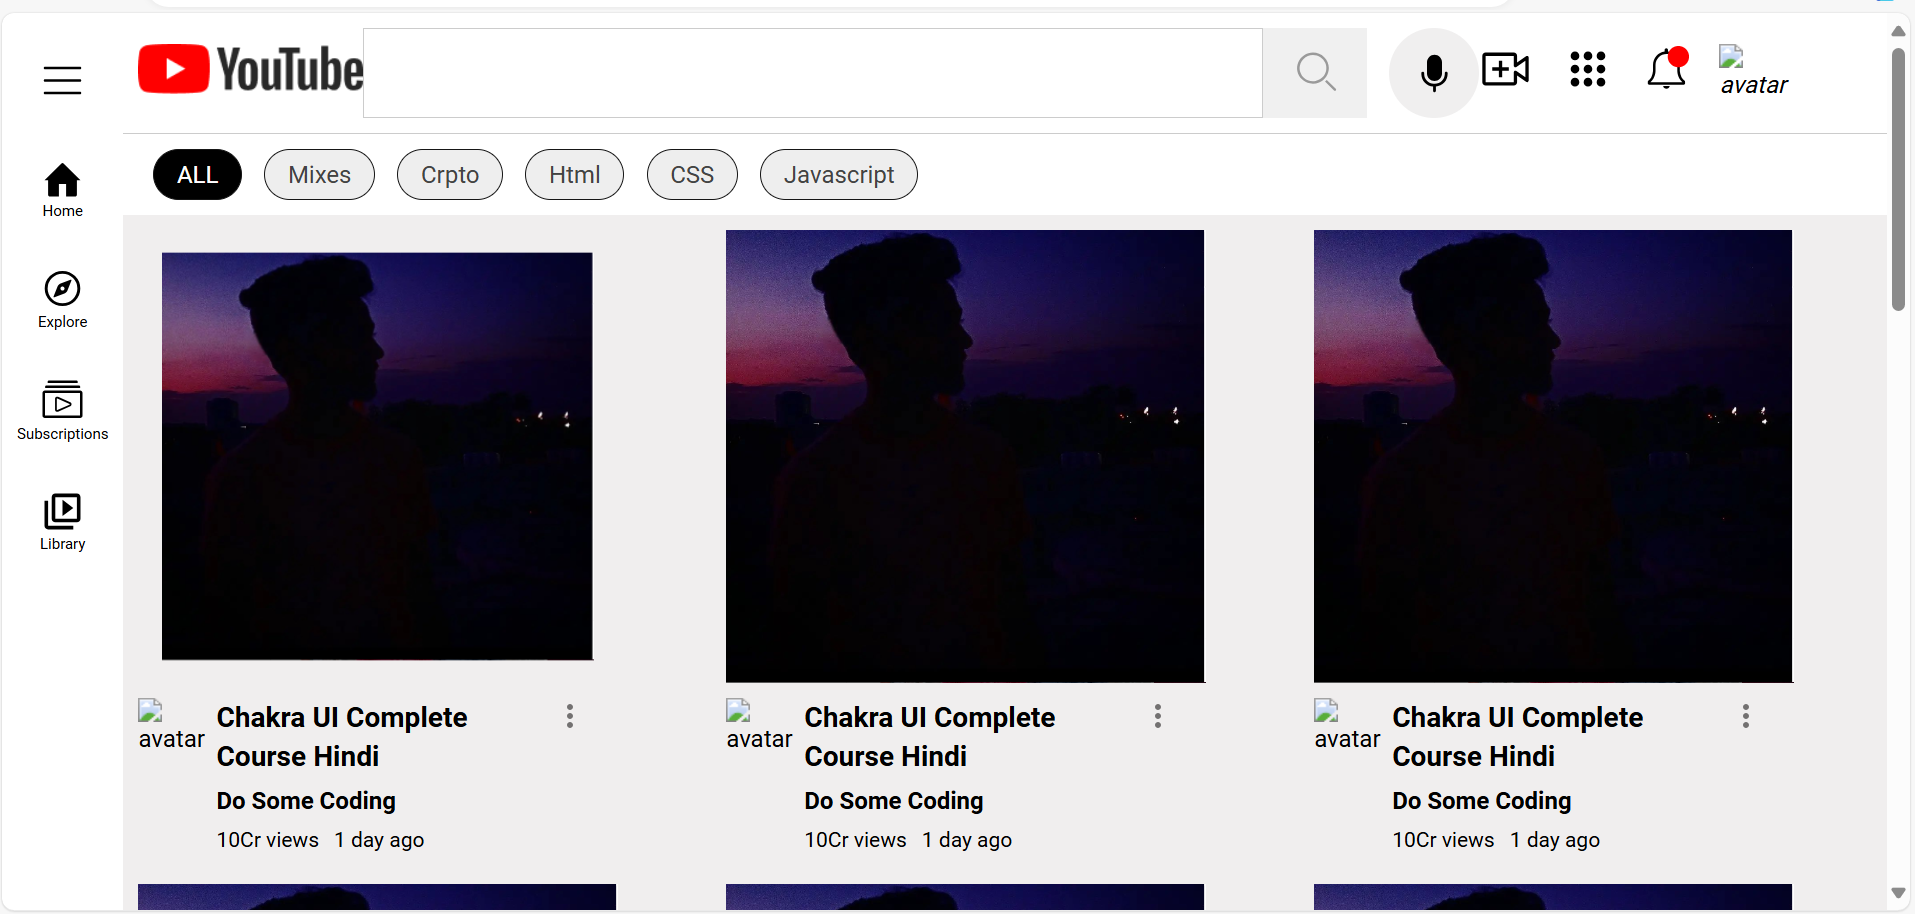 YouTube
avatar
ALL
Mixes
Crpto
Html
CSS
Javascript
Home
Explore
Subscriptions
Library
avatar
Chakra UI Complete
Course Hindi
Do Some Coding
10Cr views 1 day ago
avatar
Chakra UI Complete
Course Hindi
Do Some Coding
10Cr views 1 day ago
avatar
Chakra UI Complete
Course Hindi
Do Some Coding
10Cr views 1 day ago